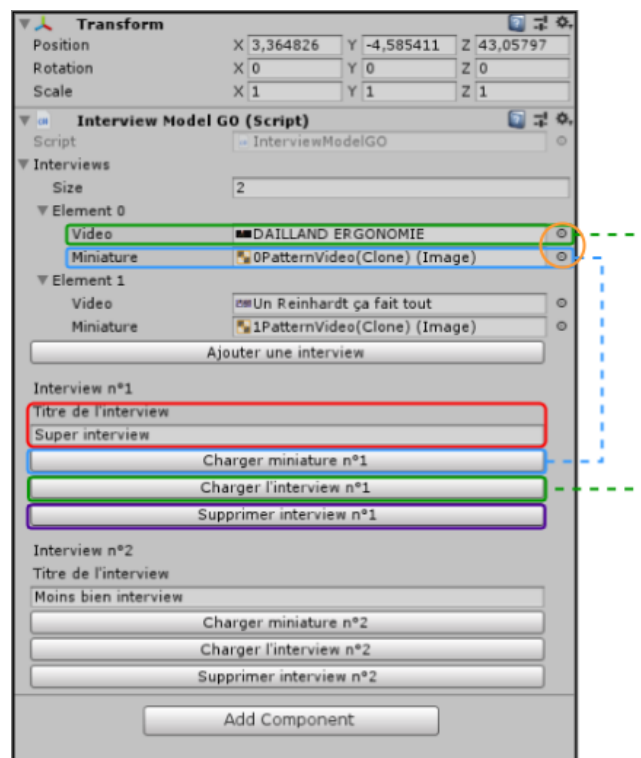 Transform
Position X 3,364826 Y -4,585411 Z 43,05797
Rotation X 0 Y 0 Z 0
Scale X 1 Y 1 Z 1
Interview Model GO (Script)
Script InterviewModelGO
Interviews
Size 2
Element 0
Video DAILLAND ERGONOMIE
Miniature 0PatternVideo(Clone) (Image)
Element 1
Video Un Reinhardt ça fait tout
Miniature 1PatternVideo(Clone) (Image)
Ajouter une interview
Interview n°1
Titre de l'interview
Super interview
Charger miniature n°1
Charger l'interview n°1
Supprimer interview n°1
Interview n°2
Titre de l'interview
Moins bien interview
Charger miniature n°2
Charger l'interview n°2
Supprimer interview n°2
Add Component